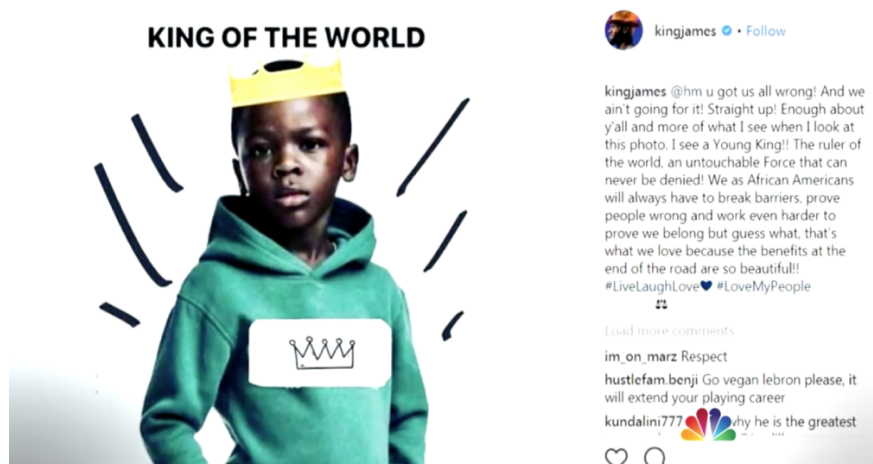 KING OF THE WORLD
kingjames • Follow
kingjames @hm u got us all wrong! And we
ain't going for it! Straight up! Enough about
y'all and more of what I see when I look at
this photo. I see a Young King!! The ruler of
the world, an untouchable Force that can
never be denied! We as African Americans
will always have to break barriers, prove
people wrong and work even harder to
prove we belong but guess what, that's
what we love because the benefits at the
end of the road are so beautiful!!
#LiveLaughLove🖤 #LoveMyPeople
Load more comments
im_on_marz Respect
hustlefam.benji Go vegan lebron please, it
will extend your playing career
kundalini777 why he is the greatest